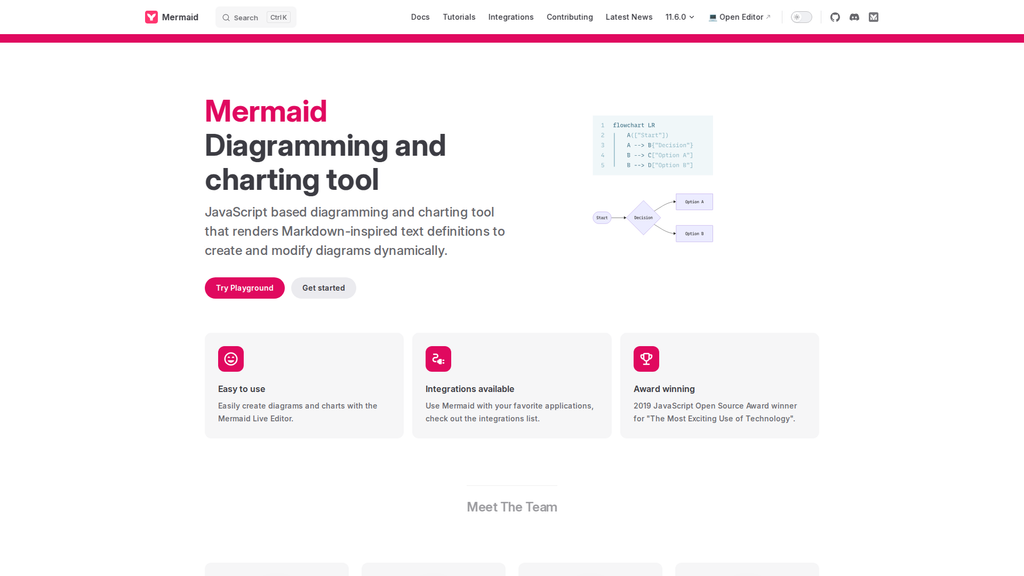 Mermaid
Search Ctrl K
Docs Tutorials Integrations Contributing Latest News 11.6.0 💻 Open Editor
Mermaid
Diagramming and
charting tool
JavaScript based diagramming and charting tool
that renders Markdown-inspired text definitions to
create and modify diagrams dynamically.
Try Playground Get started
1 flowchart LR
2 A(["Start"])
3 A --> B{"Decision"}
4 B --> C["Option A"]
5 B --> D["Option B"]
Start
Decision
Option A
Option B
Easy to use
Easily create diagrams and charts with the
Mermaid Live Editor.
Integrations available
Use Mermaid with your favorite applications,
check out the integrations list.
Award winning
2019 JavaScript Open Source Award winner
for "The Most Exciting Use of Technology".
Meet The Team